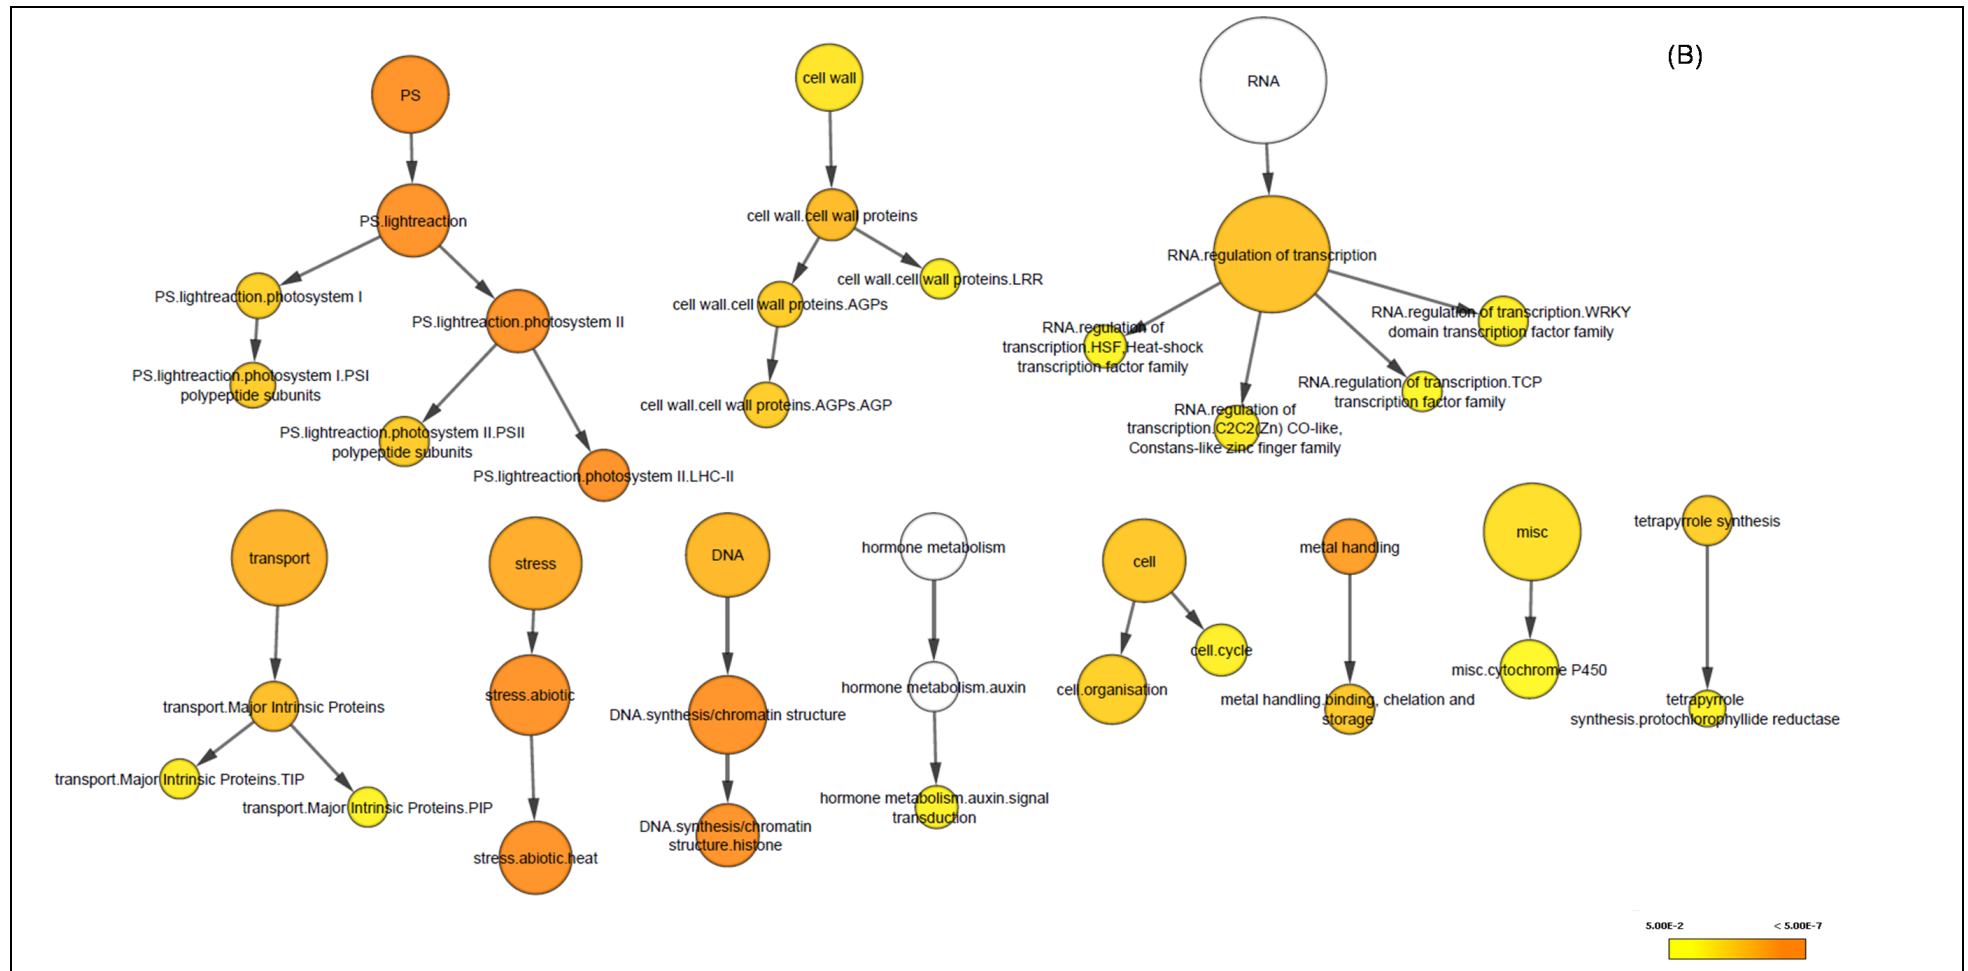 (B)
PS
cell wall
RNA
PS.lightreaction
cell wall.cell wall proteins
RNA.regulation of transcription
PS.lightreaction.photosystem I
cell wall.cell wall proteins.LRR
cell wall.cell wall proteins.AGPs
PS.lightreaction.photosystem II
RNA.regulation of transcription.WRKY
domain transcription factor family
RNA.regulation of
transcription.HSF,Heat-shock
transcription factor family
PS.lightreaction.photosystem I.PSI
polypeptide subunits
RNA.regulation of transcription.TCP
transcription factor family
cell wall.cell wall proteins.AGPs.AGP
RNA.regulation of
transcription.C2C2(Zn) CO-like,
Constans-like zinc finger family
PS.lightreaction.photosystem II.PSII
polypeptide subunits
PS.lightreaction.photosystem II.LHC-II
transport
stress
DNA
hormone metabolism
cell
metal handling
misc
tetrapyrrole synthesis
cell.cycle
transport.Major Intrinsic Proteins
stress.abiotic
DNA.synthesis/chromatin structure
hormone metabolism.auxin
cell.organisation
metal handling.binding, chelation and
storage
misc.cytochrome P450
tetrapyrrole
synthesis.protochlorophyllide reductase
transport.Major Intrinsic Proteins.TIP
transport.Major Intrinsic Proteins.PIP
stress.abiotic.heat
DNA.synthesis/chromatin
structure.histone
hormone metabolism.auxin.signal
transduction
5.00E-2
< 5.00E-7